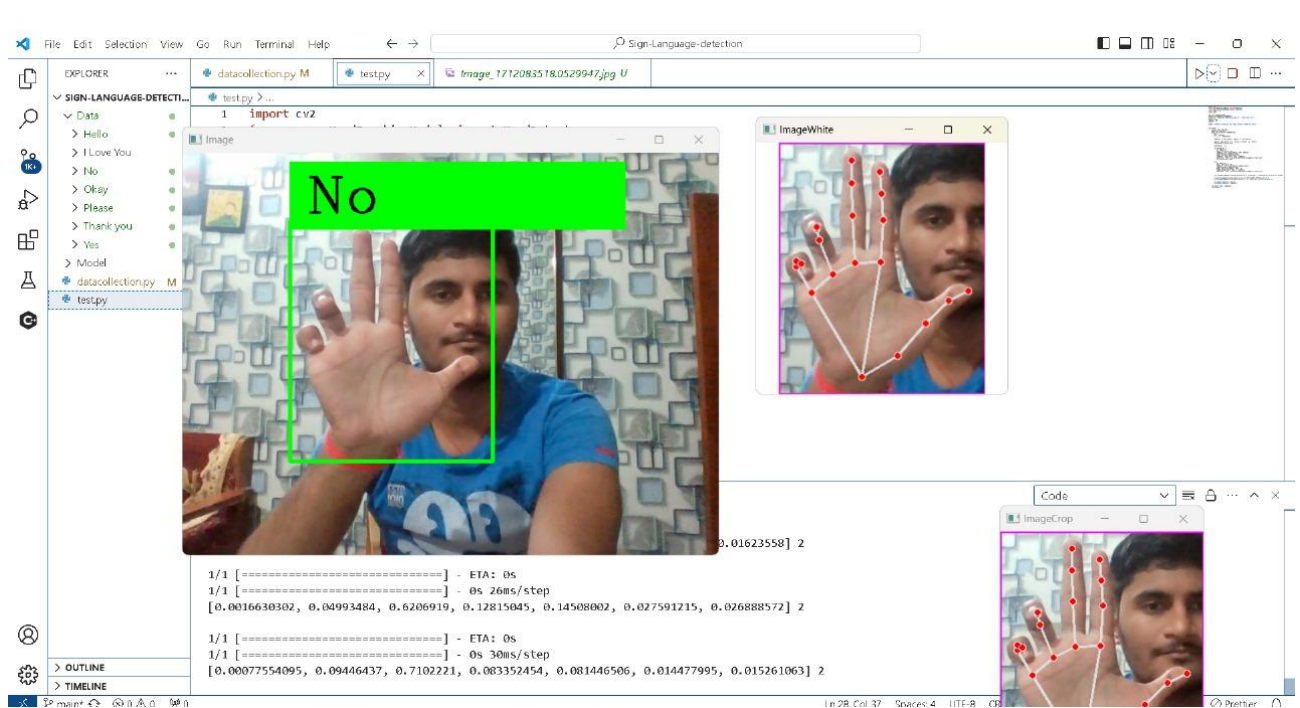 File Edit Selection View Go Run Terminal Help
Sign-Language-detection
EXPLORER
datacollection.py M
test.py
Image_1712083518.0529947.jpg U
SIGN-LANGUAGE-DETECTI...
test.py > ...
Data
1 import cv2
Hello
I Love You
No
Okay
Please
Thank you
Yes
Model
datacollection.py M
test.py
1K+
Image
No
ImageWhite
Code
ImageCrop
0.01623558] 2
1/1 [==============================] - ETA: 0s
1/1 [==============================] - 0s 26ms/step
[0.0016630302, 0.04993484, 0.6206919, 0.12815045, 0.14508002, 0.027591215, 0.026888572] 2
1/1 [==============================] - ETA: 0s
1/1 [==============================] - 0s 30ms/step
[0.00077554095, 0.09446437, 0.7102221, 0.083352454, 0.081446506, 0.014477995, 0.015261063] 2
OUTLINE
TIMELINE
main* 0 0 0 Ln 28, Col 37 Spaces: 4 UTF-8 Prettier